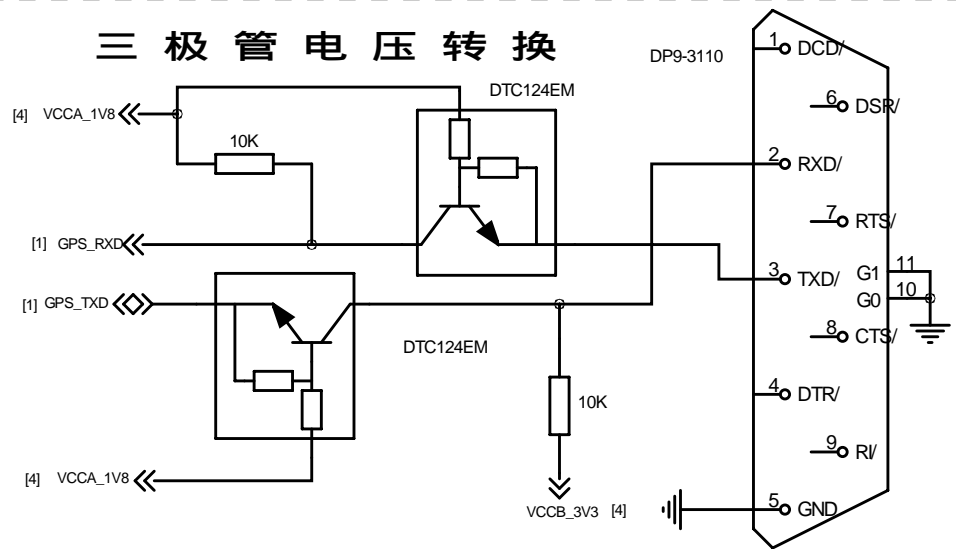 三极管电压转换
DP9-3110
1 DCD/
DTC124EM
[4] VCCA_1V8
6 DSR/
10K
2 RXD/
7 RTS/
[1] GPS_RXD
G1 11
3 TXD/
G0 10
[1] GPS_TXD
8 CTS/
DTC124EM
4 DTR/
10K
9 RI/
[4] VCCA_1V8
5 GND
VCCB_3V3 [4]